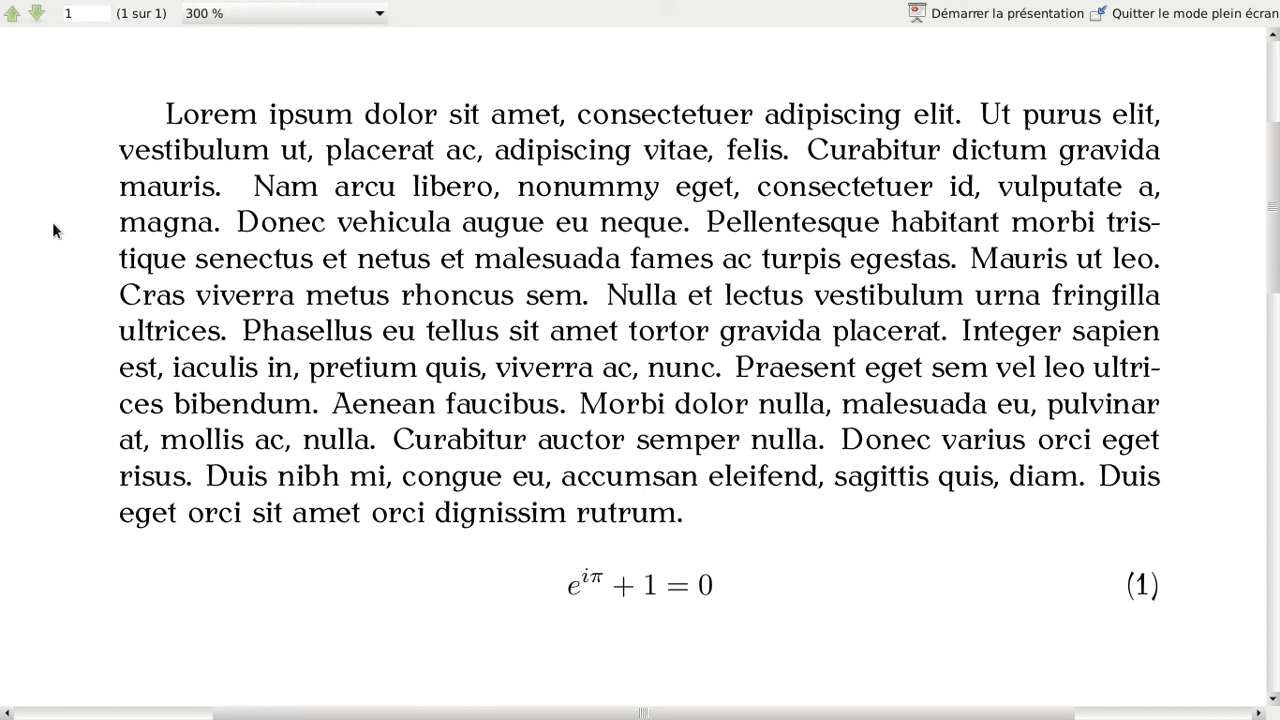 1 (1 sur 1) 300 % Démarrer la présentation Quitter le mode plein écran
Lorem ipsum dolor sit amet, consectetuer adipiscing elit. Ut purus elit,
vestibulum ut, placerat ac, adipiscing vitae, felis. Curabitur dictum gravida
mauris. Nam arcu libero, nonummy eget, consectetuer id, vulputate a,
magna. Donec vehicula augue eu neque. Pellentesque habitant morbi tris-
tique senectus et netus et malesuada fames ac turpis egestas. Mauris ut leo.
Cras viverra metus rhoncus sem. Nulla et lectus vestibulum urna fringilla
ultrices. Phasellus eu tellus sit amet tortor gravida placerat. Integer sapien
est, iaculis in, pretium quis, viverra ac, nunc. Praesent eget sem vel leo ultri-
ces bibendum. Aenean faucibus. Morbi dolor nulla, malesuada eu, pulvinar
at, mollis ac, nulla. Curabitur auctor semper nulla. Donec varius orci eget
risus. Duis nibh mi, congue eu, accumsan eleifend, sagittis quis, diam. Duis
eget orci sit amet orci dignissim rutrum.
e^{iπ} + 1 = 0 (1)